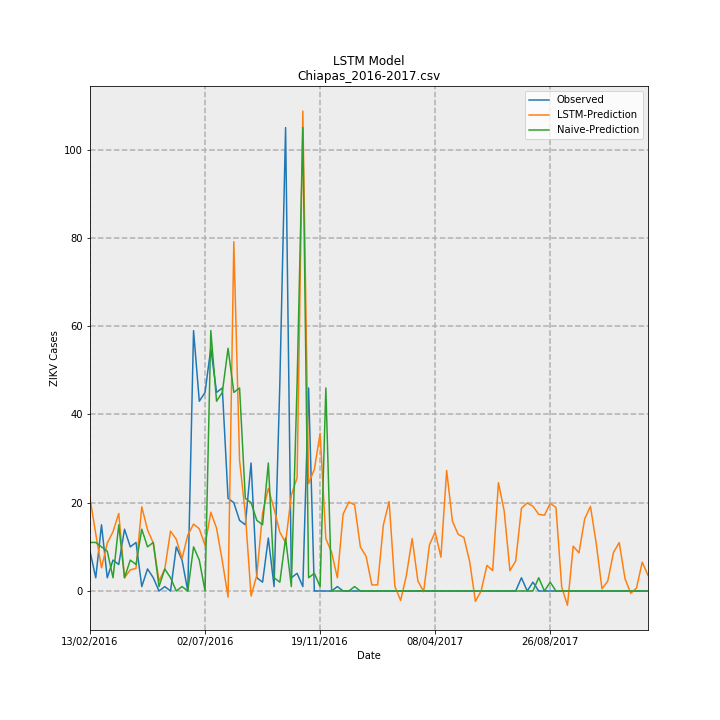 LSTM Model
Chiapas_2016-2017.csv
Observed
LSTM-Prediction
Naive-Prediction
ZIKV Cases
100
80
60
40
20
0
13/02/2016
02/07/2016
19/11/2016
08/04/2017
26/08/2017
Date